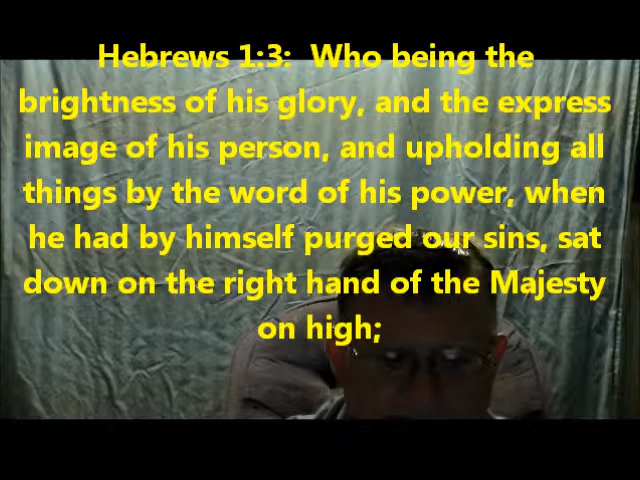 Hebrews 1:3:  Who being the
brightness of his glory, and the express
image of his person, and upholding all
things by the word of his power, when
he had by himself purged our sins, sat
down on the right hand of the Majesty
on high;